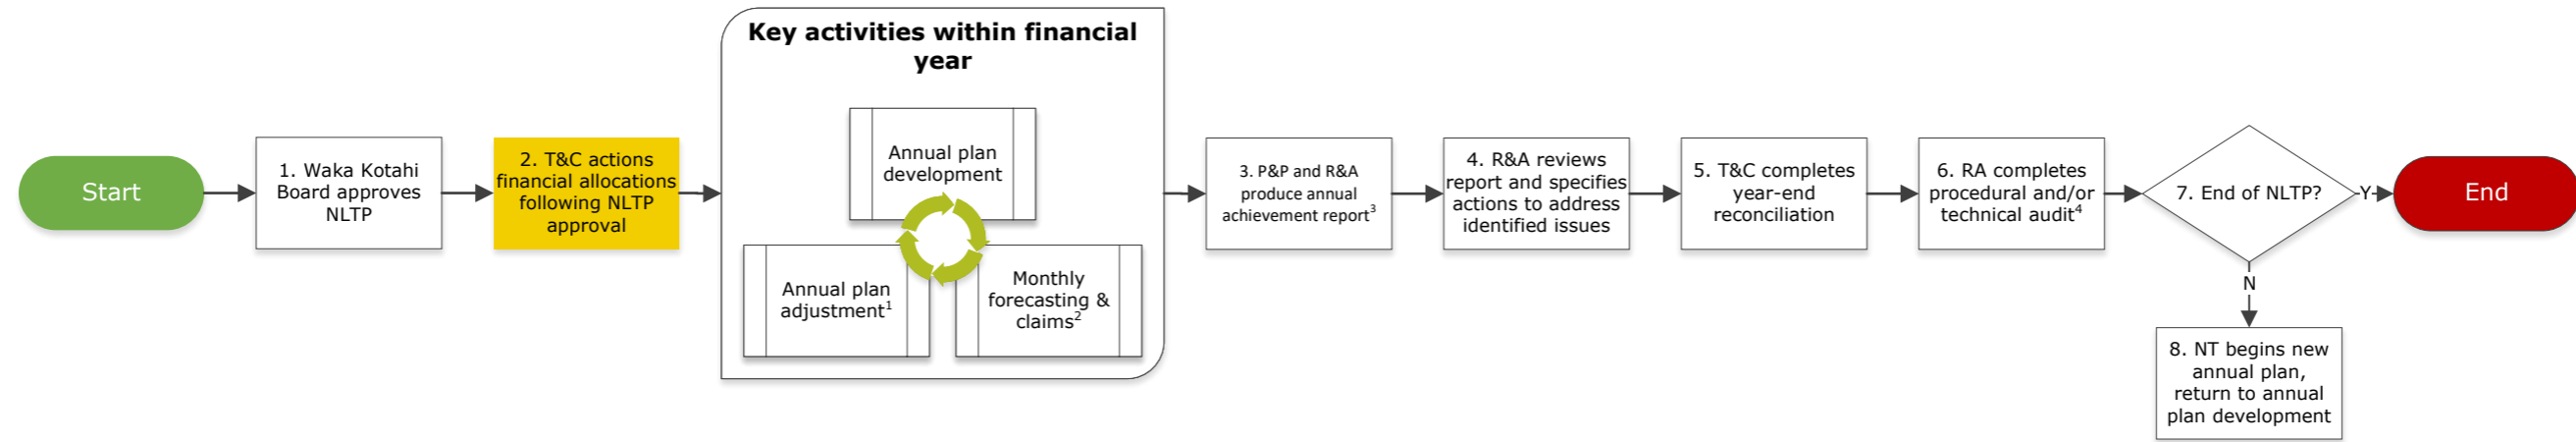 Start
1. Waka Kotahi
Board approves
NLTP
2. T&C actions
financial allocations
following NLTP
approval
Key activities within financial
year
Annual plan
development
Annual plan
adjustment¹
Monthly
forecasting &
claims²
3. P&P and R&A
produce annual
achievement report³
4. R&A reviews
report and specifies
actions to address
identified issues
5. T&C completes
year-end
reconciliation
6. RA completes
procedural and/or
technical audit⁴
7. End of NLTP?
Y
End
N
8. NT begins new
annual plan,
return to annual
plan development